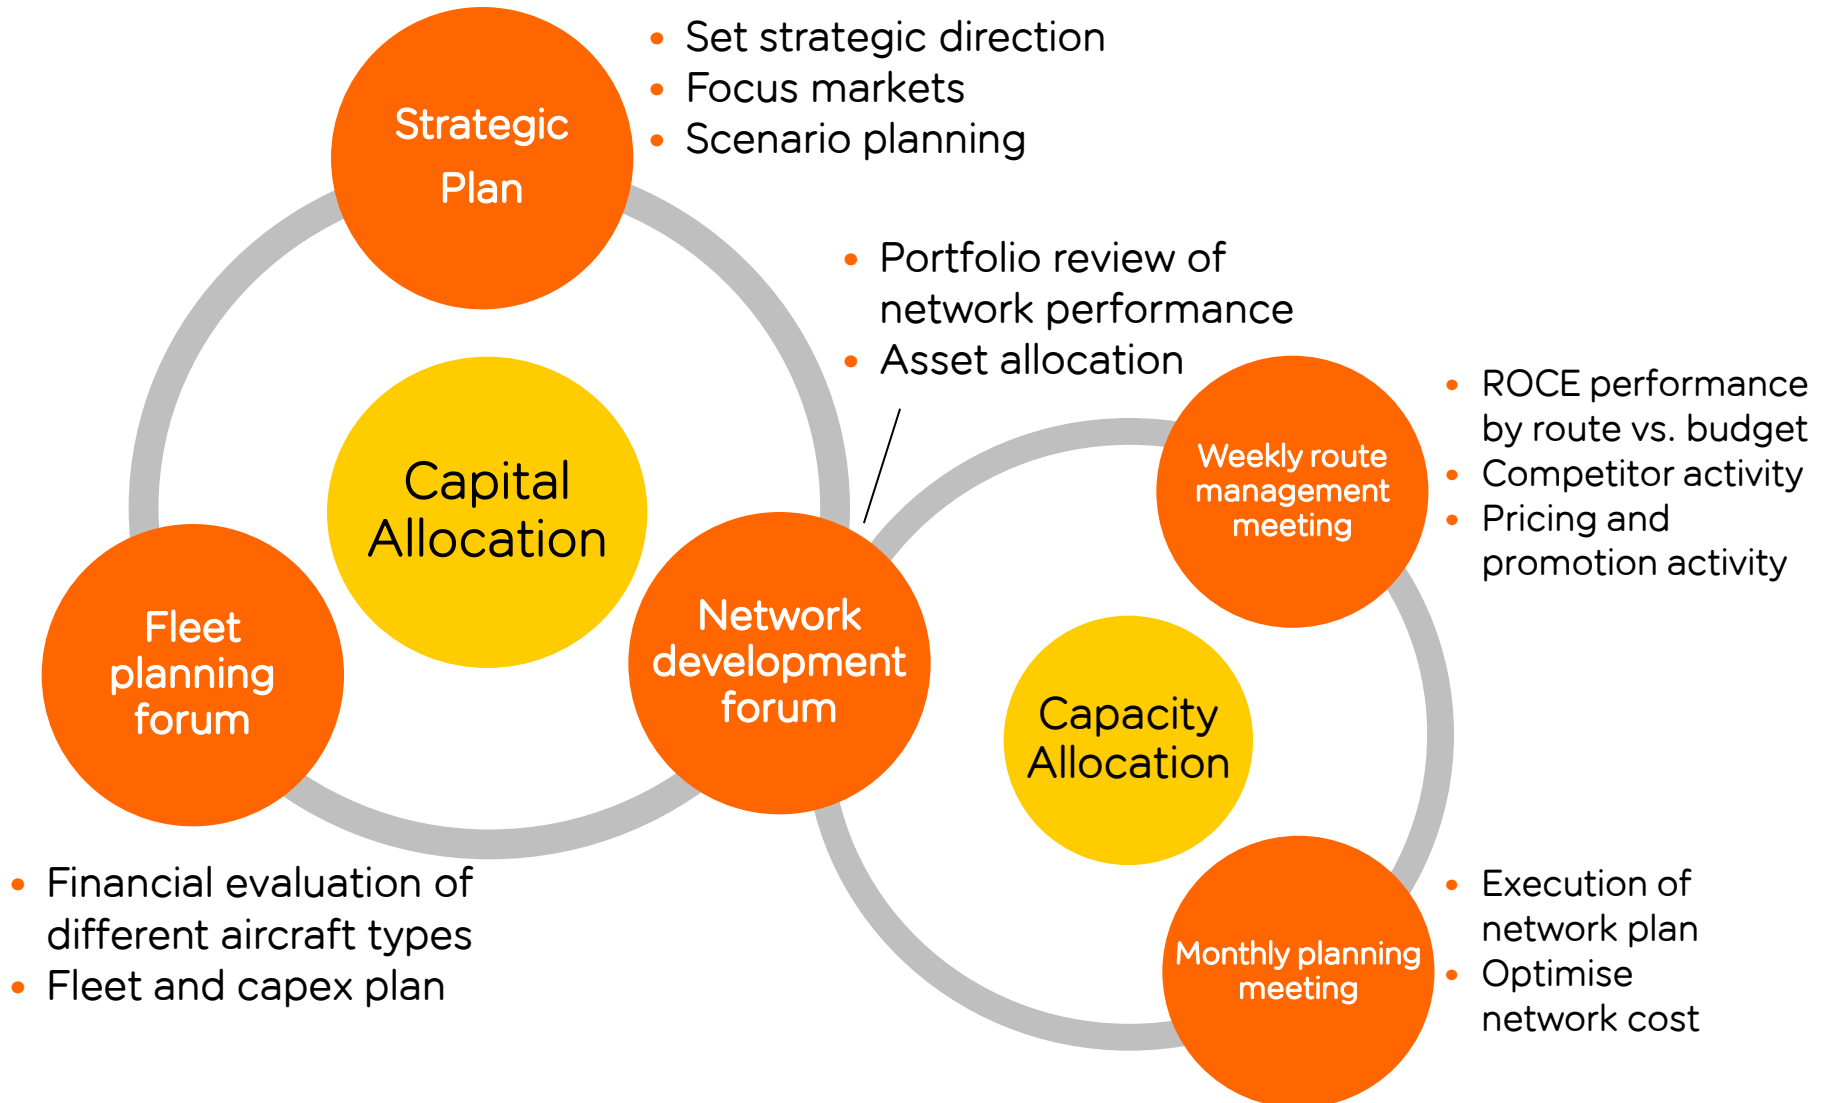 Strategic
Plan
• Set strategic direction
• Focus markets
• Scenario planning
• Portfolio review of
network performance
• Asset allocation
Capital
Allocation
Fleet
planning
forum
Network
development
forum
• Financial evaluation of
different aircraft types
• Fleet and capex plan
Weekly route
management
meeting
• ROCE performance
by route vs. budget
• Competitor activity
• Pricing and
promotion activity
Capacity
Allocation
Monthly planning
meeting
• Execution of
network plan
• Optimise
network cost